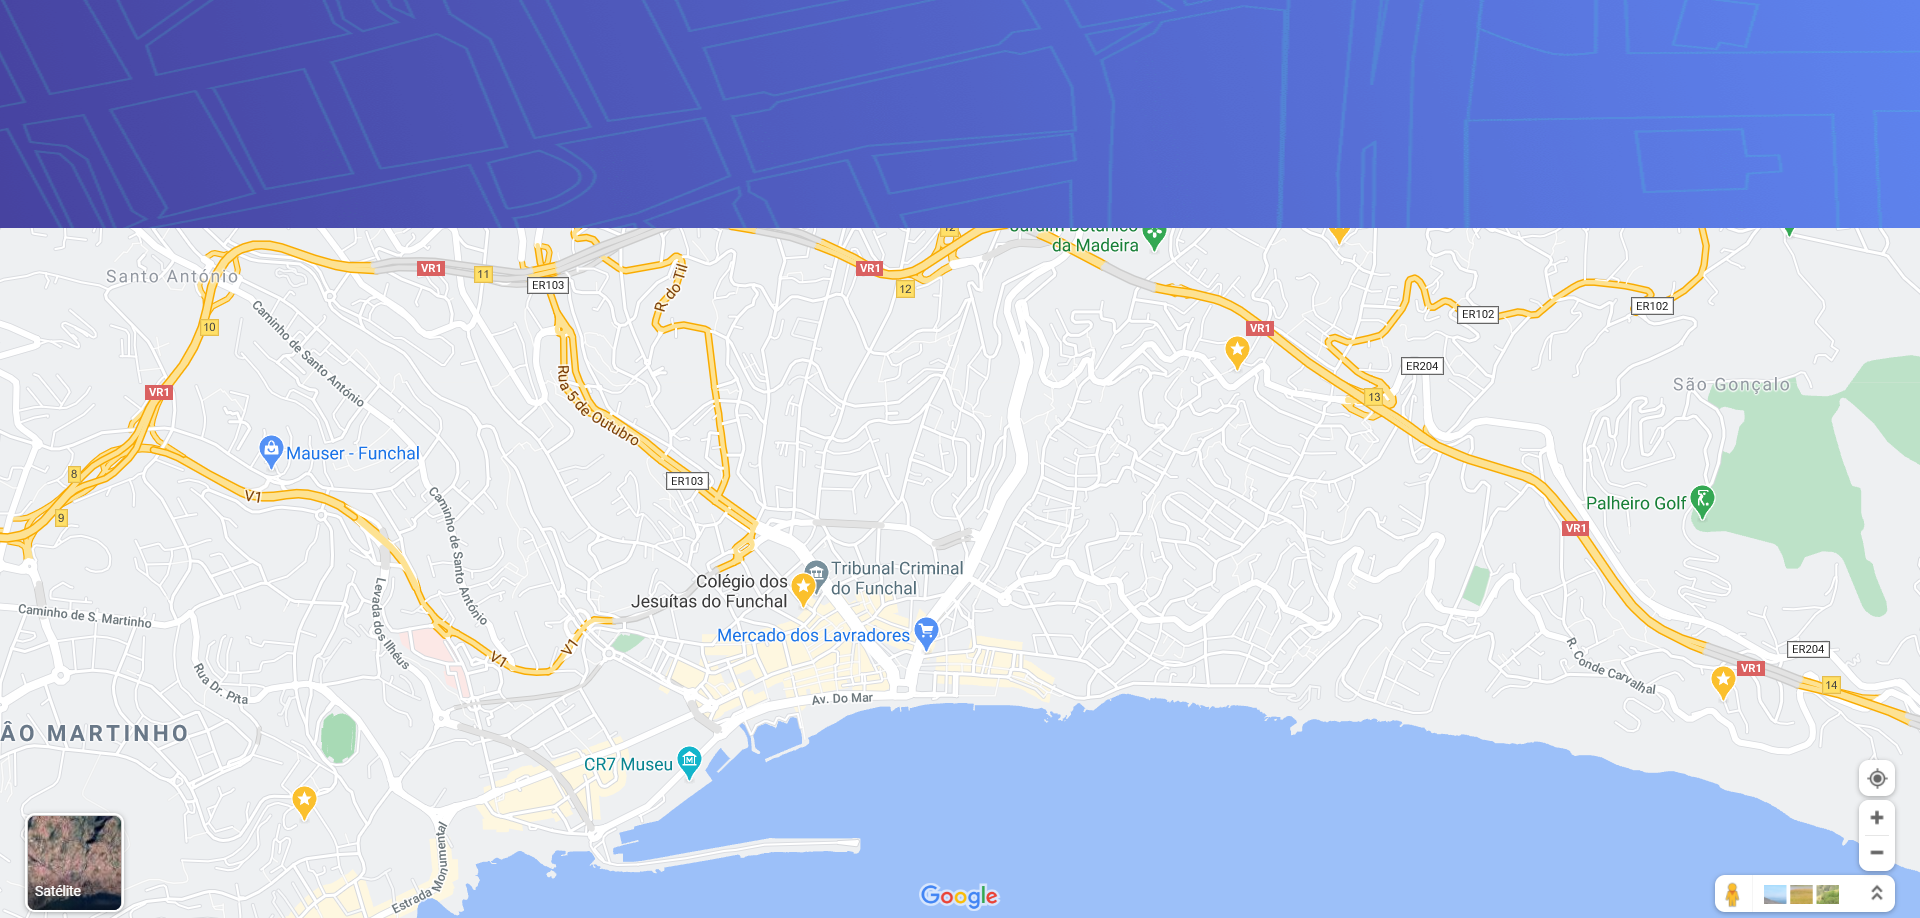 Jardim Botânico
da Madeira
12
VR1
11
VR1
ER103
Santo António
R. do Til
12
ER102
ER102
10
VR1
Caminho de Santo António
ER204
VR1
São Gonçalo
13
Rua 5 de Outubro
Mauser - Funchal
8
ER103
V1
Caminho de Santo António
Palheiro Golf
9
VR1
Tribunal Criminal
do Funchal
Colégio dos
Jesuítas do Funchal
Levada dos Ilhéus
Caminho de S. Martinho
Mercado dos Lavradores
V1
V1
R. Conde Carvalhal
ER204
VR1
14
Rua Dr. Pita
Av. Do Mar
ÃO MARTINHO
CR7 Museu
Estrada Monumental
Satélite
Google